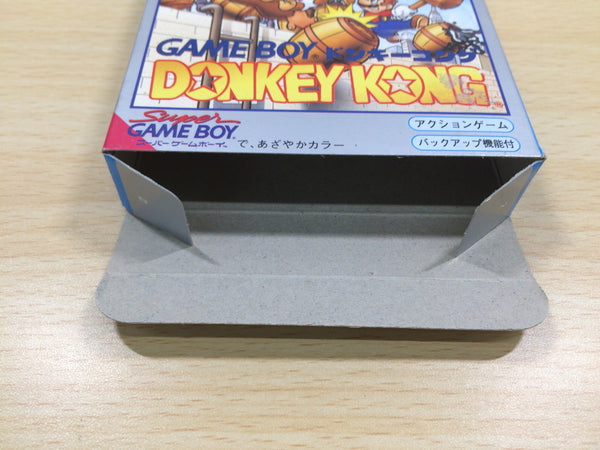 GAME BOY ドンキーコング
DONKEY KONG
Super
GAME BOY
スーパーゲームボーイ で、あざやかカラー
アクションゲーム
バックアップ機能付